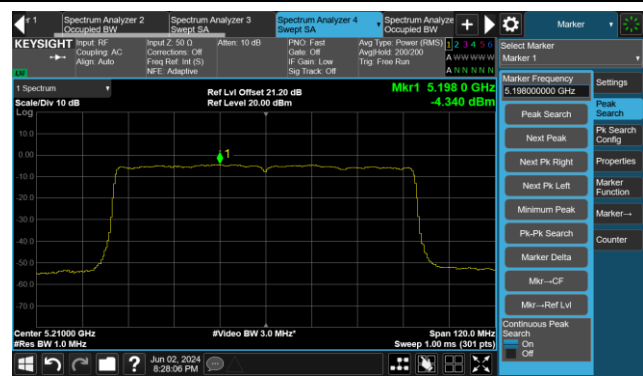 r 1
Spectrum Analyzer 2
Occupied BW
Spectrum Analyzer 3
Swept SA
Spectrum Analyzer 4
Swept SA
Spectrum Analyze
Occupied BW
Marker
KEYSIGHT
Input: RF
Coupling: AC
Align: Auto
Input Z: 50 Ω
Corrections: Off
Freq Ref: Int (S)
NFE: Adaptive
Atten: 10 dB
PNO: Fast
Gate: Off
IF Gain: Low
Sig Track: Off
Avg Type: Power (RMS)
Avg|Hold: 200/200
Trig: Free Run
1 2 3 4 5 6
A W W W W W
A N N N N N
LW
Select Marker
Marker 1
1 Spectrum
Scale/Div 10 dB
Log
Ref Lvl Offset 21.20 dB
Ref Level 20.00 dBm
Mkr1 5.198 0 GHz
-4.340 dBm
10.0
0.00
-10.0
-20.0
-30.0
-40.0
-50.0
-60.0
-70.0
1
Center 5.21000 GHz
#Res BW 1.0 MHz
#Video BW 3.0 MHz*
Span 120.0 MHz
Sweep 1.00 ms (301 pts)
Marker Frequency
5.198000000 GHz
Peak Search
Next Peak
Next Pk Right
Next Pk Left
Minimum Peak
Pk-Pk Search
Marker Delta
Mkr→CF
Mkr→Ref Lvl
Continuous Peak
Search
On
Off
Settings
Peak
Search
Pk Search
Config
Properties
Marker
Function
Marker→
Counter
?
Jun 02, 2024
8:28:06 PM